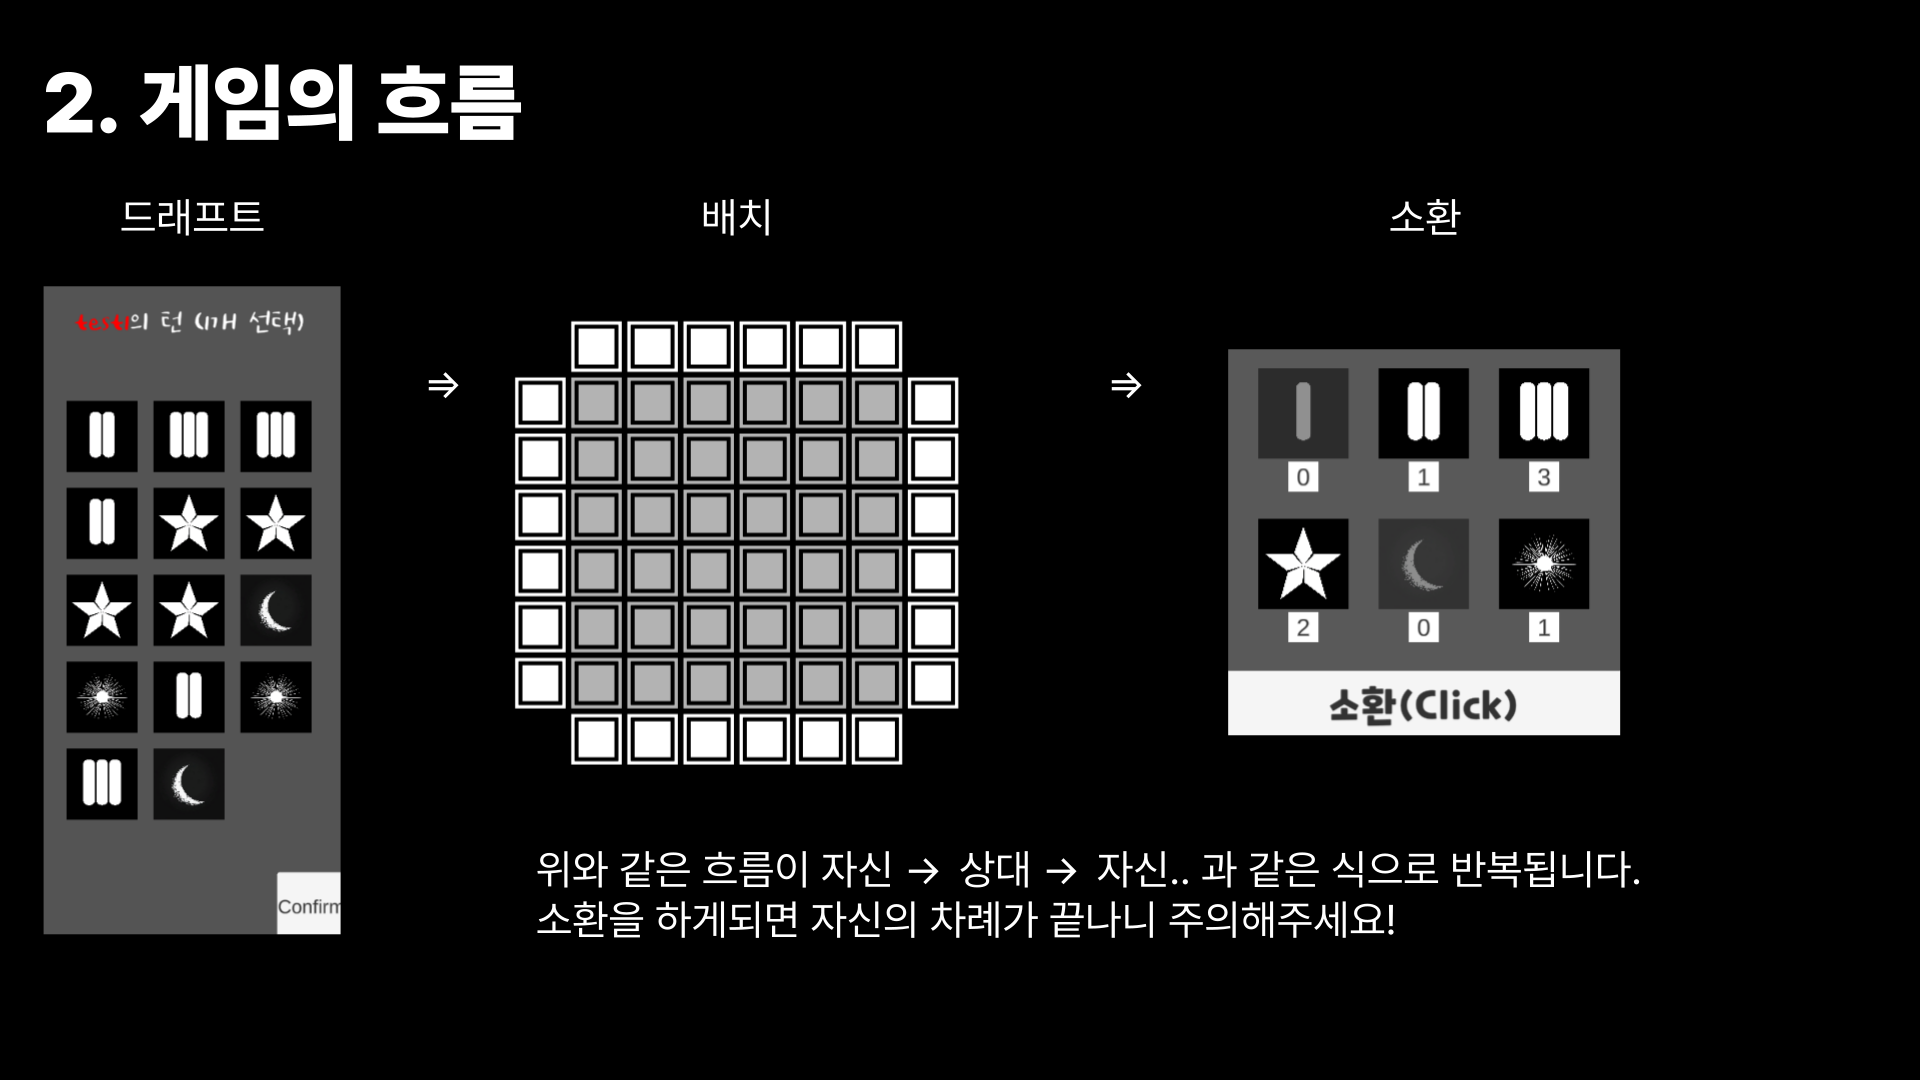 2. 게임의 흐름
드래프트
배치
소환
test1의 턴 (1개 선택)
⇒
⇒
0 1 3
2 0 1
소환(Click)
Confirm
위와 같은 흐름이 자신 → 상대 → 자신.. 과 같은 식으로 반복됩니다.
소환을 하게되면 자신의 차례가 끝나니 주의해주세요!